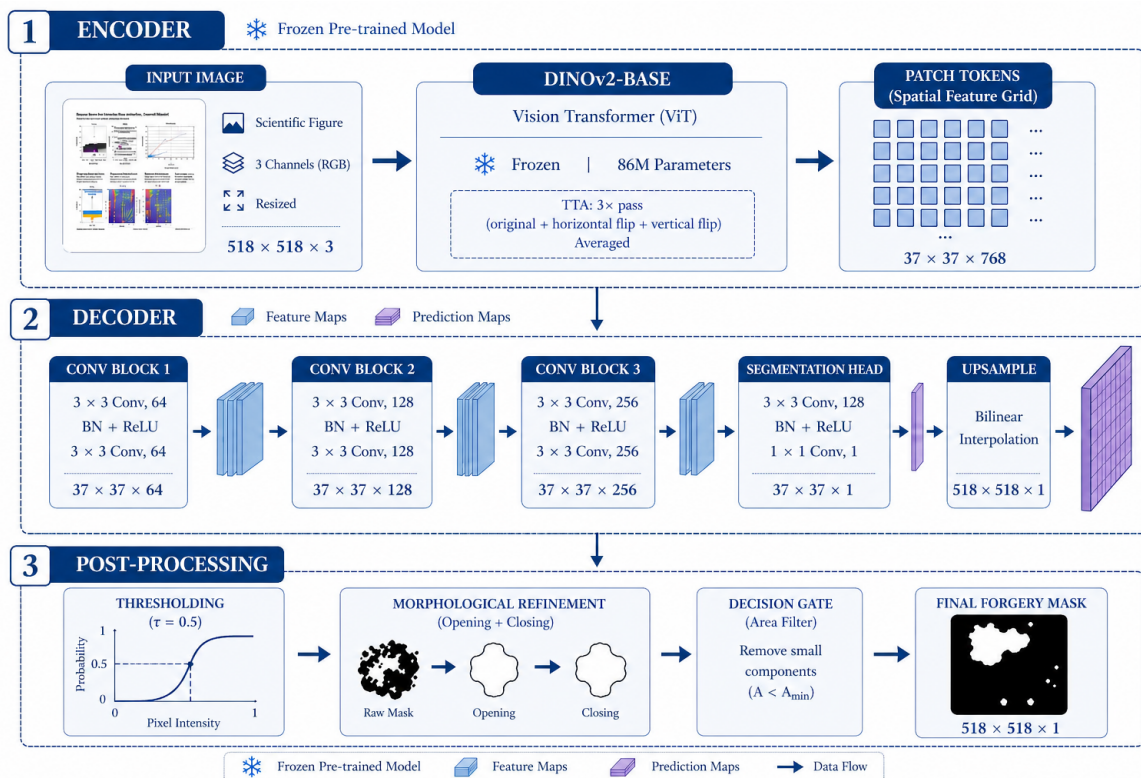 1 ENCODER
Frozen Pre-trained Model
INPUT IMAGE
Scientific Figure
3 Channels (RGB)
Resized
518 × 518 × 3
DINOv2-BASE
Vision Transformer (ViT)
Frozen | 86M Parameters
TTA: 3× pass
(original + horizontal flip + vertical flip)
Averaged
PATCH TOKENS
(Spatial Feature Grid)
...
...
...
...
...
...
37 × 37 × 768
2 DECODER
Feature Maps
Prediction Maps
CONV BLOCK 1
3 × 3 Conv, 64
BN + ReLU
3 × 3 Conv, 64
37 × 37 × 64
CONV BLOCK 2
3 × 3 Conv, 128
BN + ReLU
3 × 3 Conv, 128
37 × 37 × 128
CONV BLOCK 3
3 × 3 Conv, 256
BN + ReLU
3 × 3 Conv, 256
37 × 37 × 256
SEGMENTATION HEAD
3 × 3 Conv, 128
BN + ReLU
1 × 1 Conv, 1
37 × 37 × 1
UPSAMPLE
Bilinear
Interpolation
518 × 518 × 1
3 POST-PROCESSING
THRESHOLDING
(τ = 0.5)
Probability
1
0.5
0
0
1
Pixel Intensity
MORPHOLOGICAL REFINEMENT
(Opening + Closing)
Raw Mask
Opening
Closing
DECISION GATE
(Area Filter)
Remove small
components
(A < Amin)
FINAL FORGERY MASK
518 × 518 × 1
Frozen Pre-trained Model
Feature Maps
Prediction Maps
Data Flow